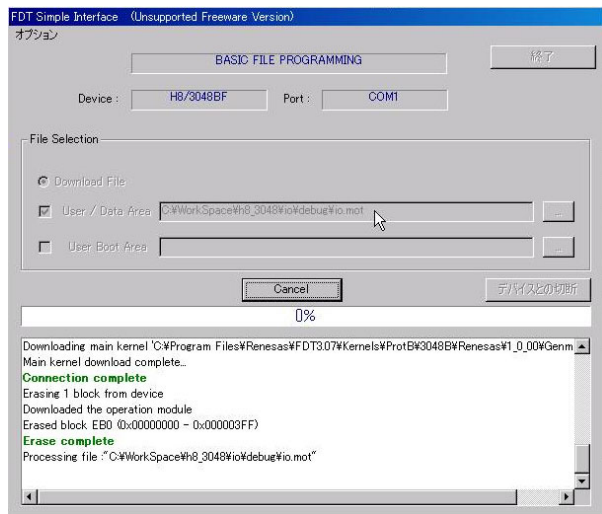 FDT Simple Interface (Unsupported Freeware Version)
オプション
BASIC FILE PROGRAMMING
終了
Device : H8/3048BF Port : COM1
File Selection
Download File
User / Data Area C:¥WorkSpace¥h8_3048¥io¥debug¥io.mot ...
User Boot Area ...
Cancel デバイスとの切断
0%
Downloading main kernel 'C:¥Program Files¥Renesas¥FDT3.07¥Kernels¥ProtB¥3048B¥Renesas¥1_0_00¥Genm
Main kernel download complete...
Connection complete
Erasing 1 block from device
Downloaded the operation module
Erased block EB0 (0x00000000 - 0x000003FF)
Erase complete
Processing file :"C:¥WorkSpace¥h8_3048¥io¥debug¥io.mot"